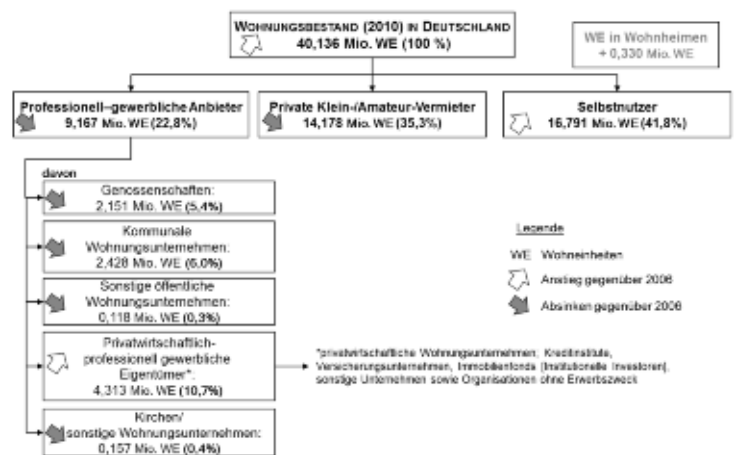 WOHNUNGSBESTAND (2010) IN DEUTSCHLAND
40,136 MIO. WE (100 %)
WE in Wohnheimen
+ 0,330 Mio. WE
Professionell–gewerbliche Anbieter
9,167 MIO. WE (22,8%)
Private Klein-/Amateur-Vermieter
14,178 MIO. WE (35,3%)
Selbstnutzer
16,791 MIO. WE (41,8%)
davon
Genossenschaften:
2,151 Mio. WE (5,4%)
Kommunale
Wohnungsunternehmen:
2,428 Mio. WE (6,0%)
Sonstige öffentliche
Wohnungsunternehmen:
0,118 Mio. WE (0,3%)
Privatwirtschaftlich-
professionell gewerbliche
Eigentümer*:
4,313 Mio. WE (10,7%)
Kirchen/
sonstige Wohnungsunternehmen:
0,157 Mio. WE (0,4%)
Legende
WE Wohneinheiten
Anstieg gegenüber 2006
Absinken gegenüber 2006
*privatwirtschaftliche Wohnungsunternehmen, Kreditinstitute,
Versicherungsunternehmen, Immobilienfonds (Institutionelle Investoren),
sonstige Unternehmen sowie Organisationen ohne Erwerbszweck